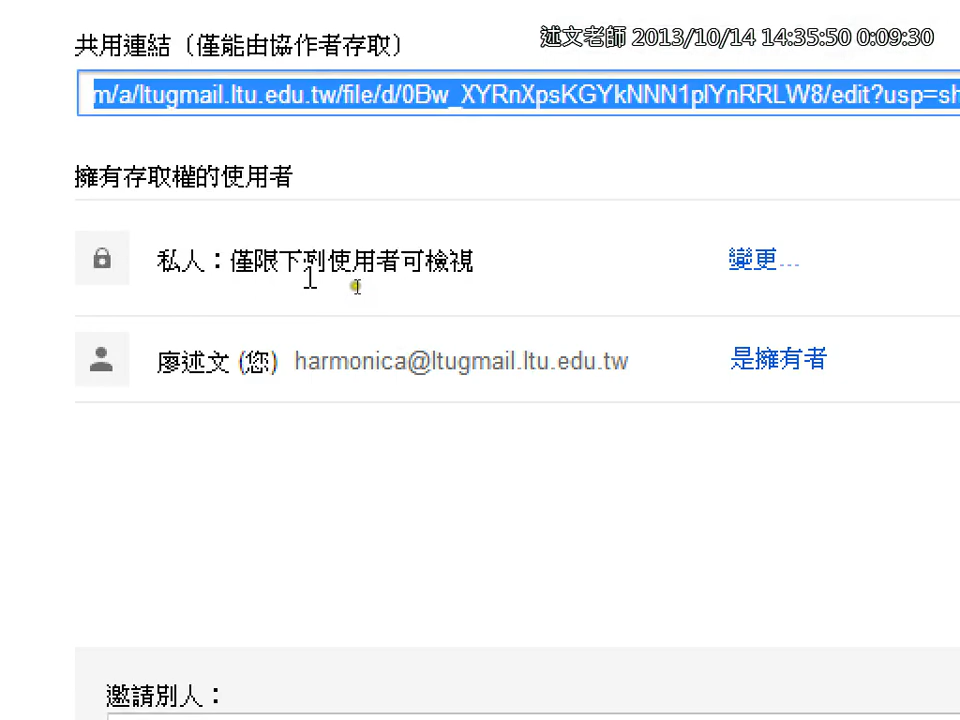 述文老師 2013/10/14 14:35:50 0:09:30
共用連結〔僅能由協作者存取〕
m/a/ltugmail.ltu.edu.tw/file/d/0Bw_XYRnXpsKGYkNNN1plYnRRLW8/edit?usp=sh
擁有存取權的使用者
私人：僅限下列使用者可檢視 變更...
廖述文 (您) harmonica@ltugmail.ltu.edu.tw 是擁有者
邀請別人：